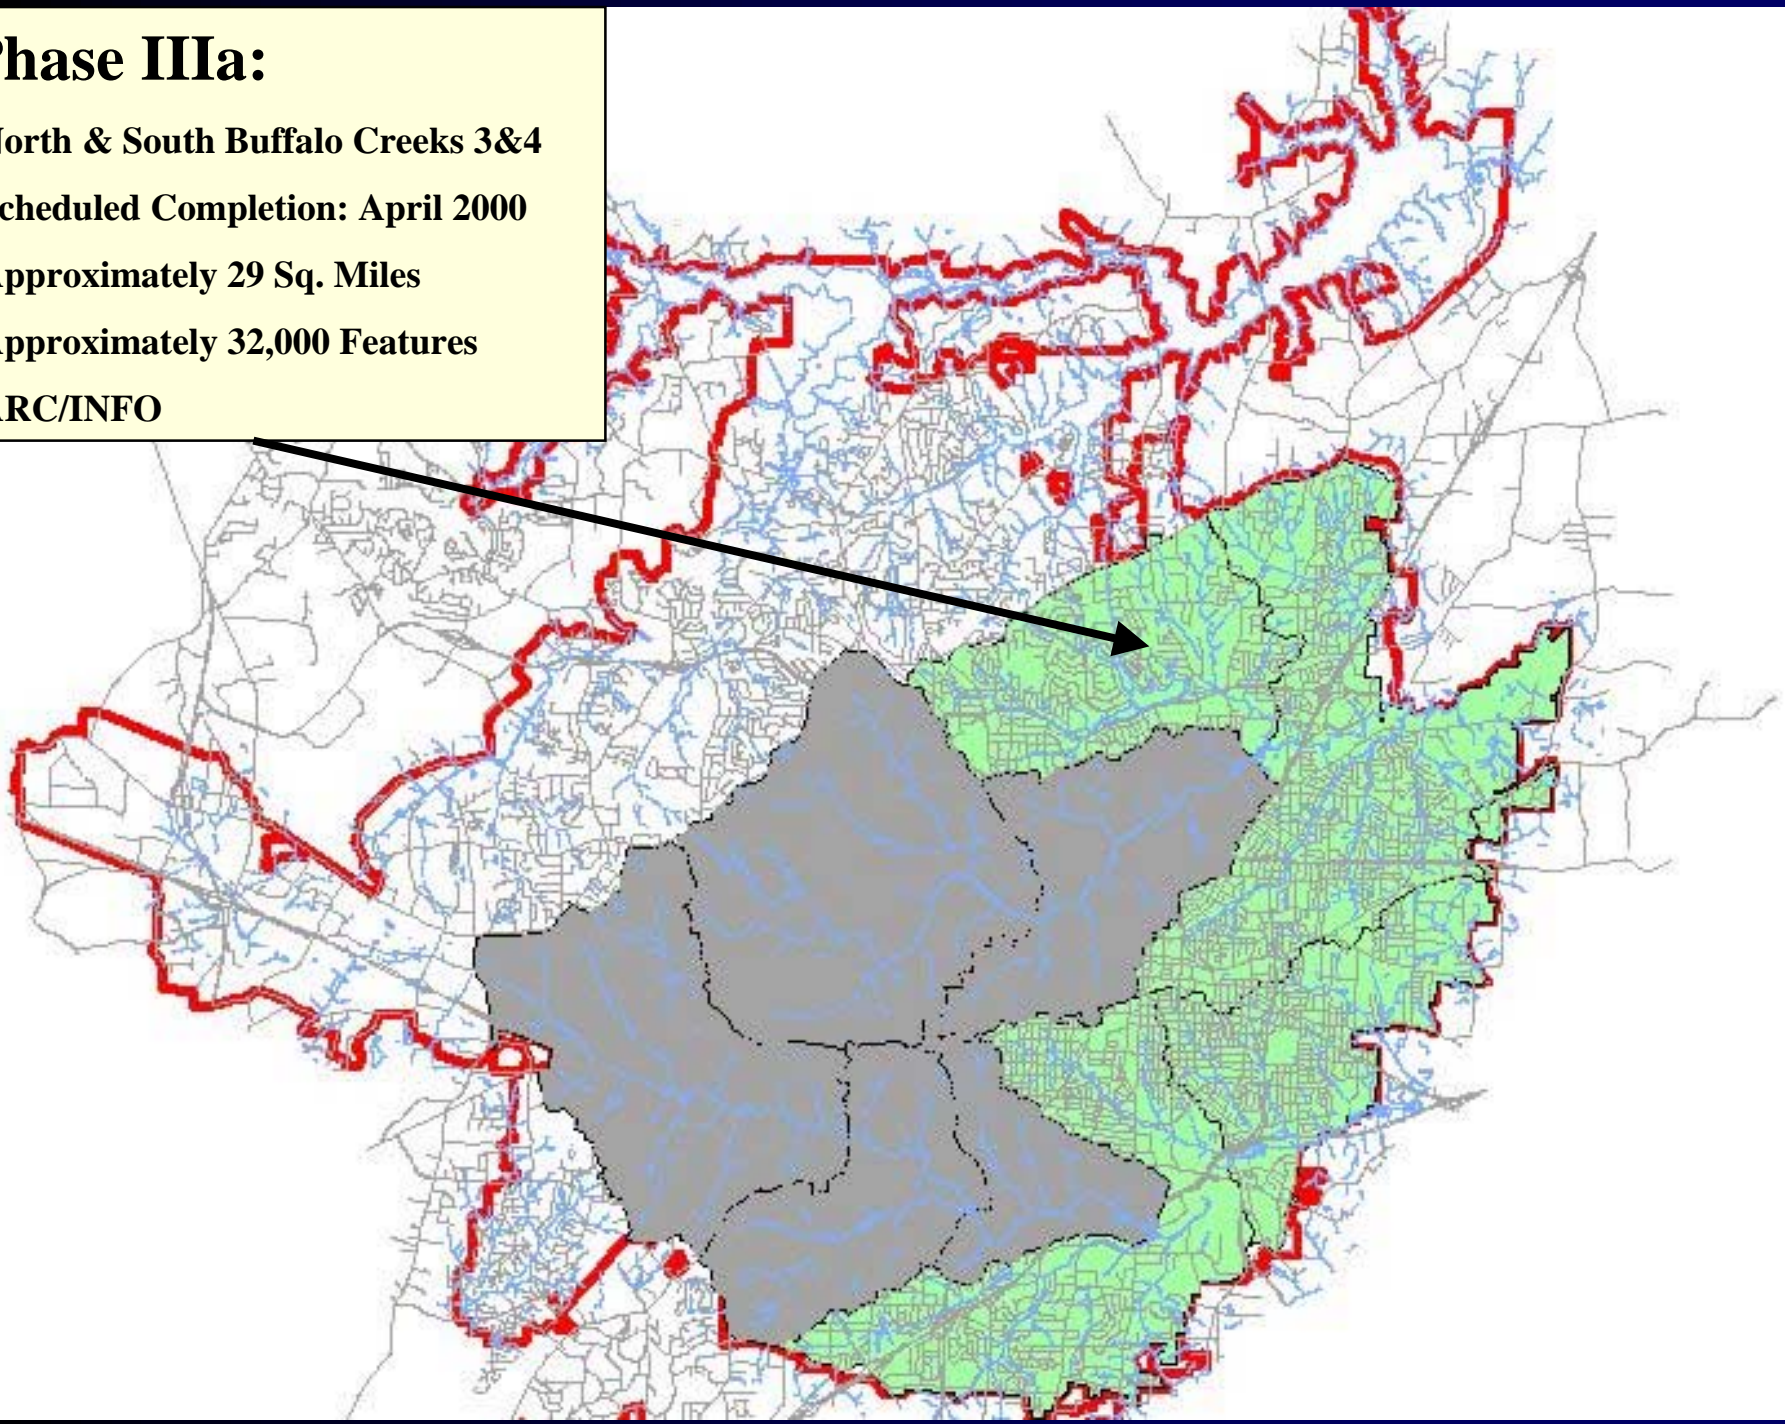 hase IIIa:
orth & South Buffalo Creeks 3&4
cheduled Completion: April 2000
pproximately 29 Sq. Miles
pproximately 32,000 Features
RC/INFO